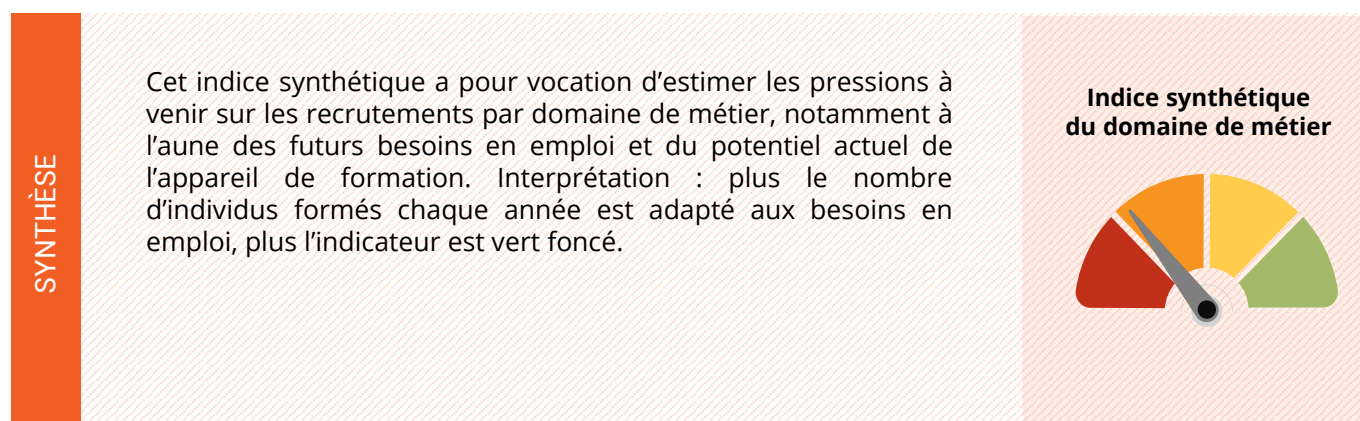 SYNTHÈSE
Cet indice synthétique a pour vocation d’estimer les pressions à
venir sur les recrutements par domaine de métier, notamment à
l’aune des futurs besoins en emploi et du potentiel actuel de
l’appareil de formation. Interprétation : plus le nombre
d’individus formés chaque année est adapté aux besoins en
emploi, plus l’indicateur est vert foncé.
Indice synthétique
du domaine de métier